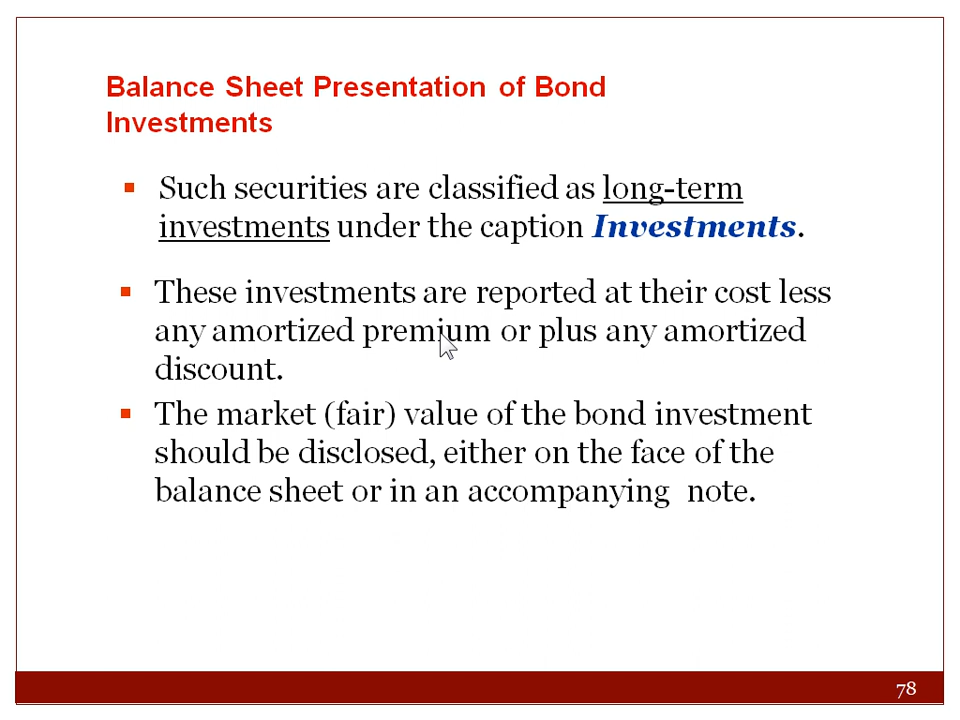 Balance Sheet Presentation of Bond
Investments
▪ Such securities are classified as long-term
investments under the caption Investments.
▪ These investments are reported at their cost less
any amortized premium or plus any amortized
discount.
▪ The market (fair) value of the bond investment
should be disclosed, either on the face of the
balance sheet or in an accompanying note.
78